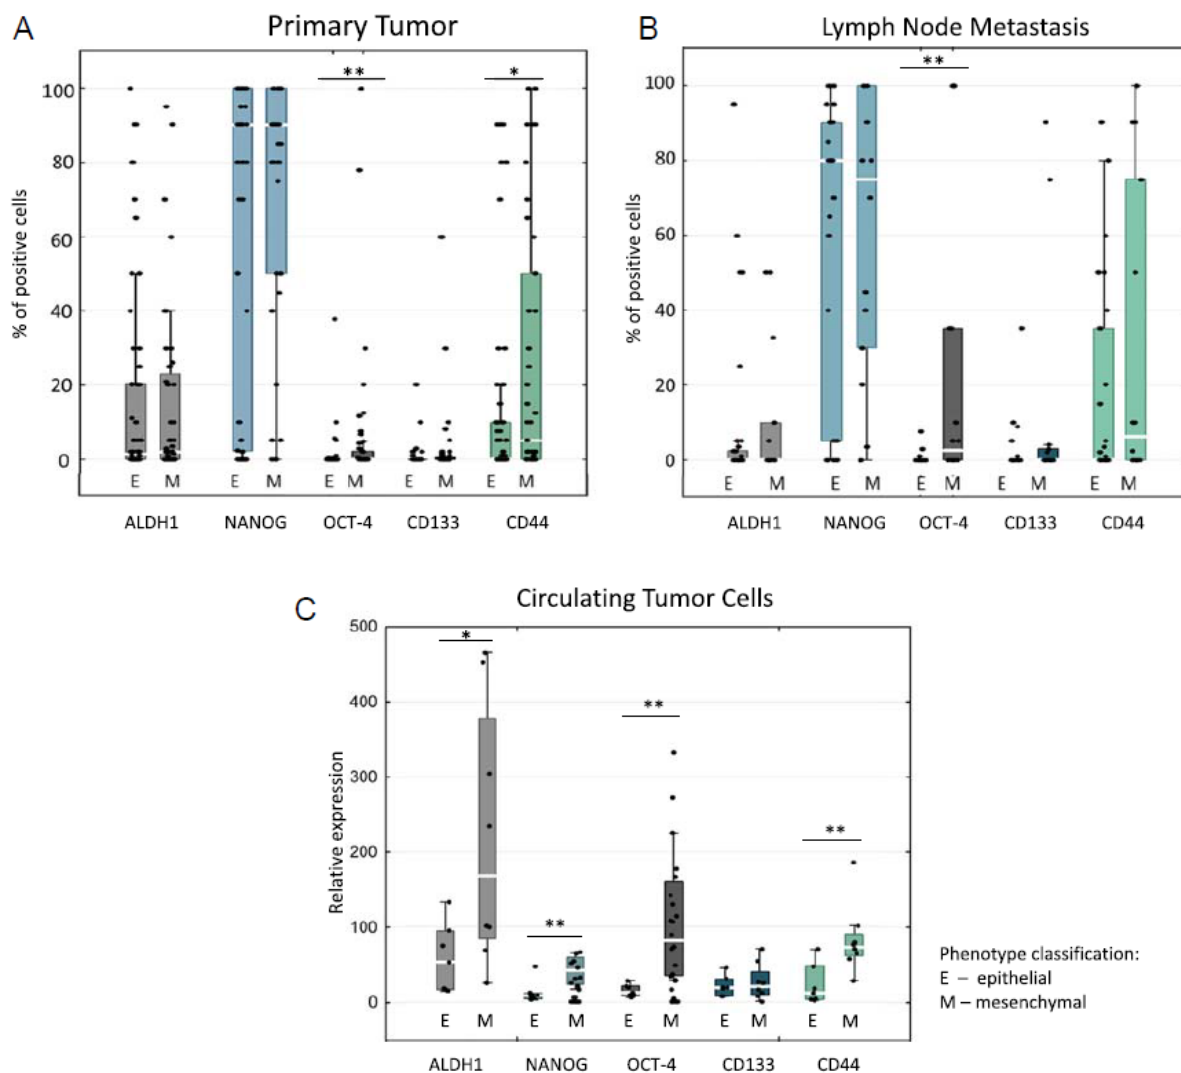 A
Primary Tumor
% of positive cells
100
80
60
40
20
0
** *
E M E M E M E M E M
ALDH1 NANOG OCT-4 CD133 CD44
B
Lymph Node Metastasis
% of positive cells
100
80
60
40
20
0
**
E M E M E M E M E M
ALDH1 NANOG OCT-4 CD133 CD44
C
Circulating Tumor Cells
Relative expression
500
400
300
200
100
0
* ** ** **
E M E M E M E M E M
ALDH1 NANOG OCT-4 CD133 CD44
Phenotype classification:
E – epithelial
M – mesenchymal